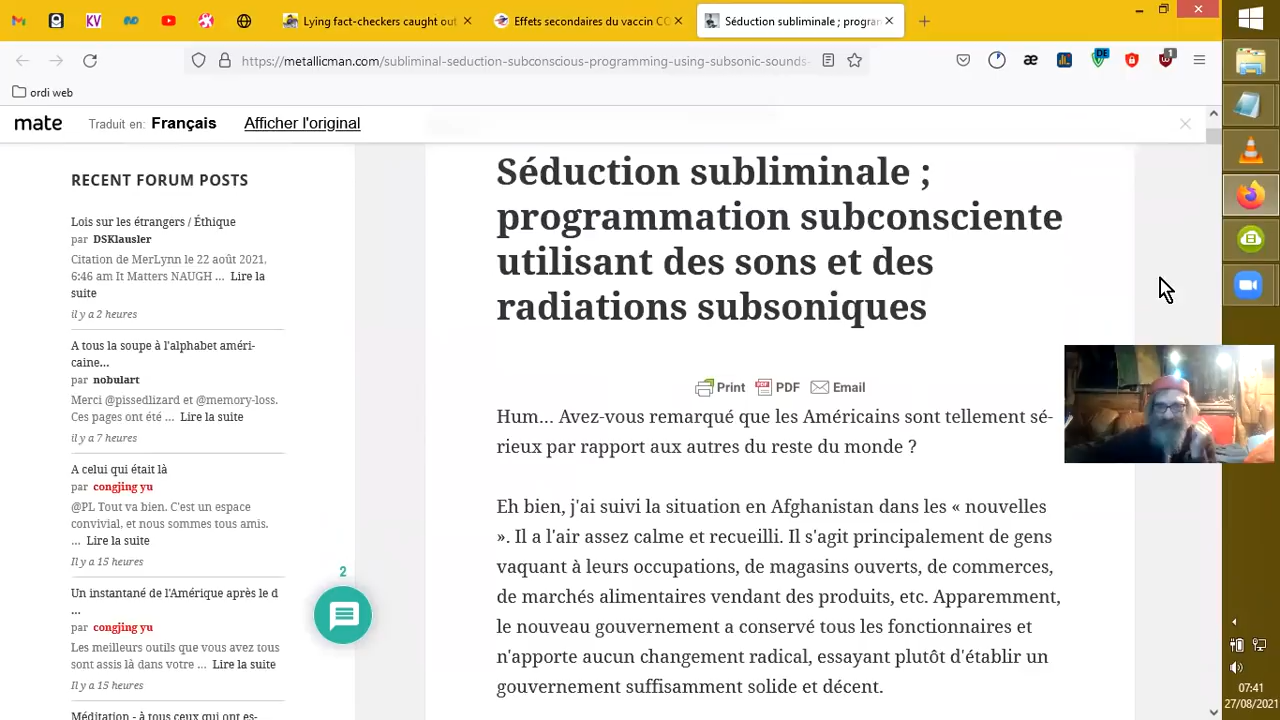 Lying fact-checkers caught out
Effets secondaires du vaccin CO
Séduction subliminale ; progran
KV
https://metallicman.com/subliminal-seduction-subconscious-programming-using-subsonic-sounds-
æ
DE
1
ordi web
mate
Traduit en: Français
Afficher l'original
RECENT FORUM POSTS
Lois sur les étrangers / Éthique
par DSKlausler
Citation de MerLynn le 22 août 2021,
6:46 am It Matters NAUGH ... Lire la
suite
il y a 2 heures
A tous la soupe à l'alphabet améri-
caine...
par nobulart
Merci @pissedlizard et @memory-loss.
Ces pages ont été ... Lire la suite
il y a 7 heures
A celui qui était là
par congjing yu
@PL Tout va bien. C'est un espace
convivial, et nous sommes tous amis.
... Lire la suite
Il y a 15 heures
Un instantané de l'Amérique après le d
...
par congjing yu
Les meilleurs outils que vous avez tous
sont assis là dans votre ... Lire la suite
Il y a 15 heures
Méditation - à tous ceux qui ont es-
2
Séduction subliminale ;
programmation subconsciente
utilisant des sons et des
radiations subsoniques
Print PDF Email
Hum... Avez-vous remarqué que les Américains sont tellement sé-
rieux par rapport aux autres du reste du monde ?
Eh bien, j'ai suivi la situation en Afghanistan dans les « nouvelles
». Il a l'air assez calme et recueilli. Il s'agit principalement de gens
vaquant à leurs occupations, de magasins ouverts, de commerces,
de marchés alimentaires vendant des produits, etc. Apparemment,
le nouveau gouvernement a conservé tous les fonctionnaires et
n'apporte aucun changement radical, essayant plutôt d'établir un
gouvernement suffisamment solide et décent.
07:41
27/08/2021